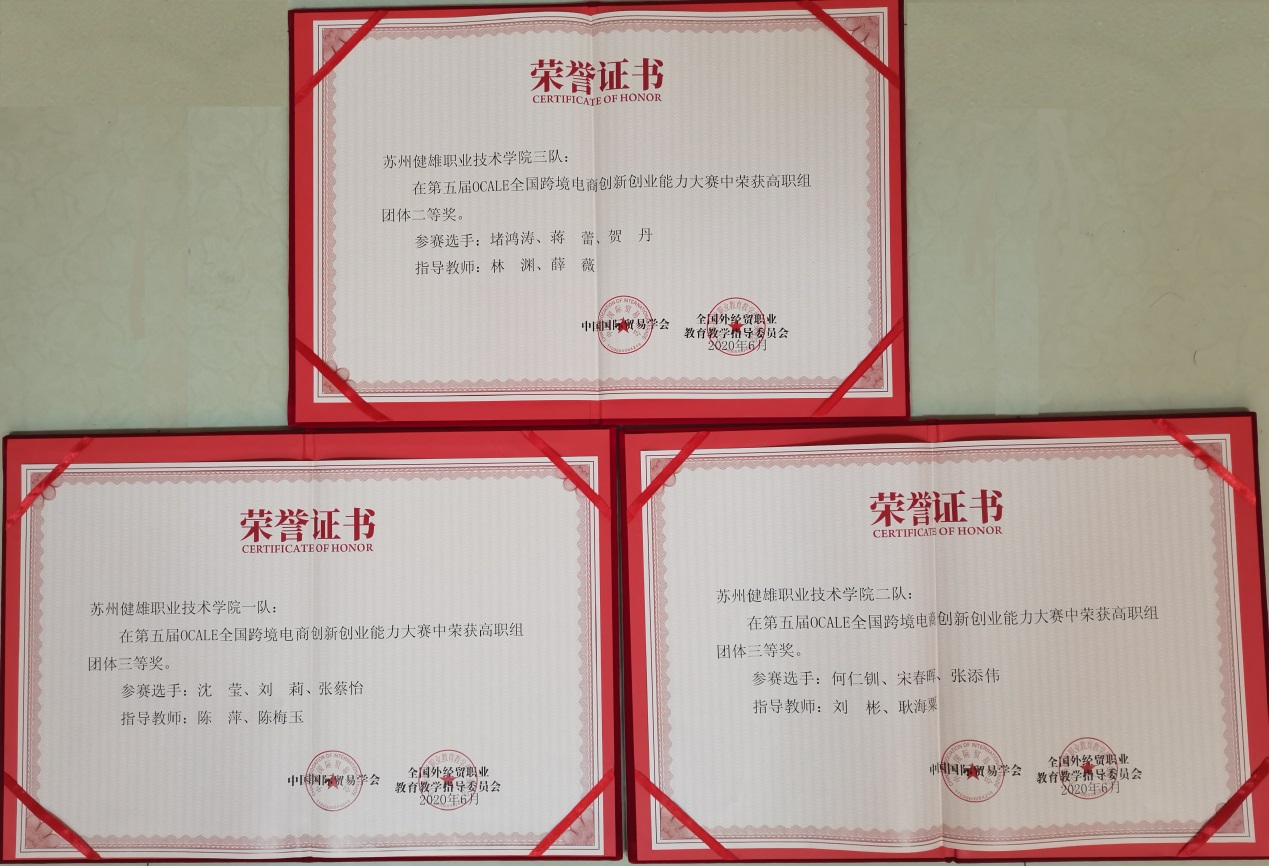 荣誉证书
CERTIFICATE OF HONOR
苏州健雄职业技术学院三队:
在第五届OCALE全国跨境电商创新创业能力大赛中荣获高职组
团体二等奖。
参赛选手:堵鸿涛、蒋 蕾、贺 丹
指导教师:林 渊、薛 薇
中国国际贸易学会
全国外经贸职业
教育教学指导委员会
2020年6月
荣誉证书
CERTIFICATE OF HONOR
苏州健雄职业技术学院一队:
在第五届OCALE全国跨境电商创新创业能力大赛中荣获高职组
团体三等奖。
参赛选手:沈 莹、刘 莉、张蔡怡
指导教师:陈 萍、陈梅玉
中国国际贸易学会
全国外经贸职业
教育教学指导委员会
2020年6月
荣誉证书
CERTIFICATE OF HONOR
苏州健雄职业技术学院二队:
在第五届OCALE全国跨境电商创新创业能力大赛中荣获高职组
团体三等奖。
参赛选手:何仁钏、宋春晖、张添伟
指导教师:刘 彬、耿海粟
中国国际贸易学会
全国外经贸职业
教育教学指导委员会
2020年6月